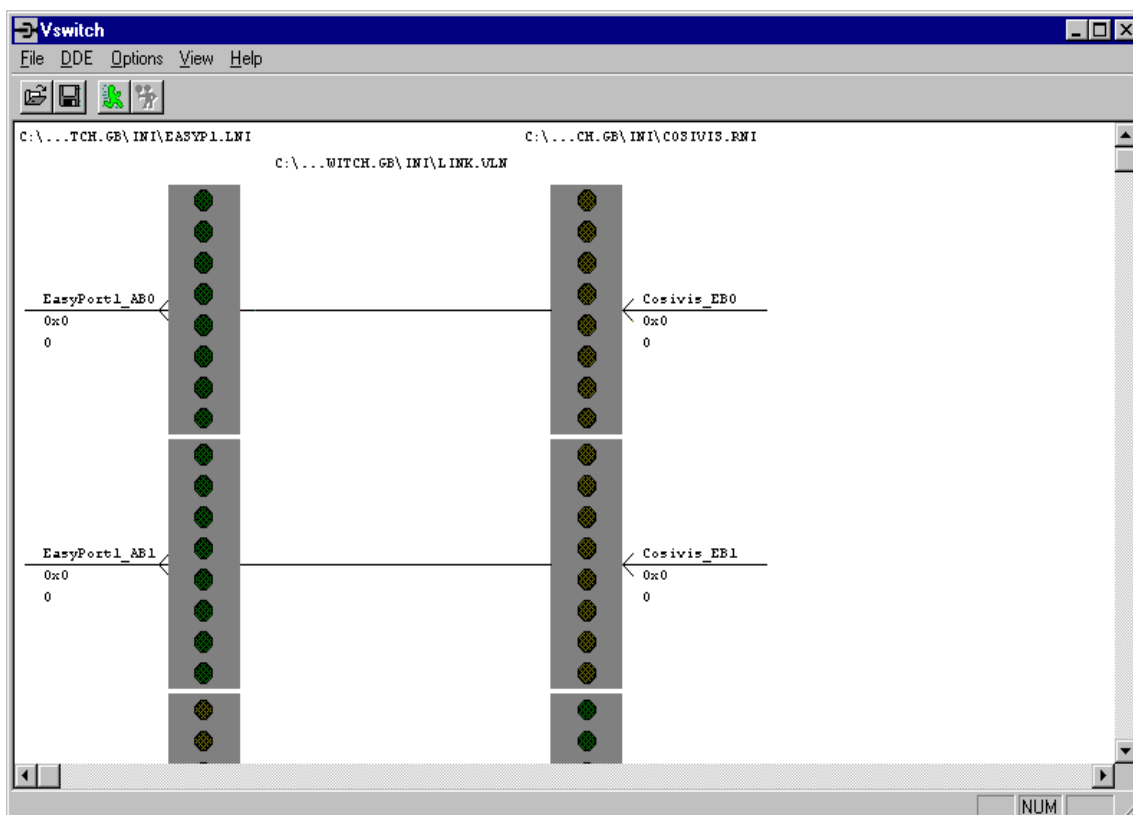 Vswitch
File DDE Options View Help
C:\...TCH.GB\INI\EASYP1.LNI C:\...CH.GB\INI\COSIVIS.RNI
C:\...WITCH.GB\INI\LINK.VLN
EasyPort1_AB0 Cosivis_EB0
0x0 0x0
0 0
EasyPort1_AB1 Cosivis_EB1
0x0 0x0
0 0
NUM